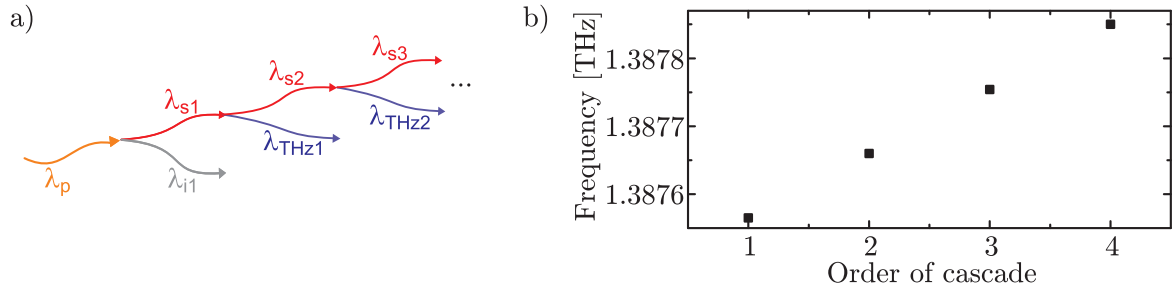 a)
λp
λi1
λs1
λTHz1
λs2
λTHz2
λs3
...
b)
Frequency [THz]
1.3878
1.3877
1.3876
1 2 3 4
Order of cascade